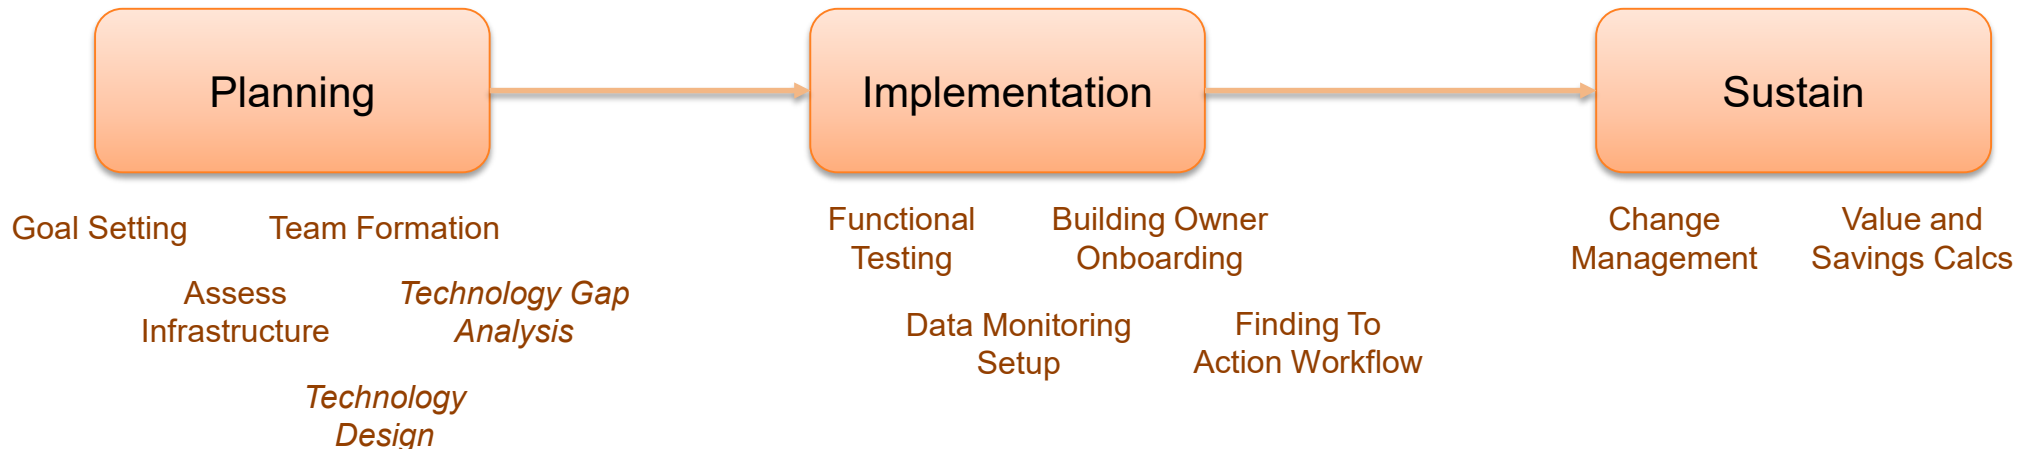 Planning
Implementation
Sustain
Goal Setting
Team Formation
Assess
Infrastructure
Technology Gap
Analysis
Technology
Design
Functional
Testing
Building Owner
Onboarding
Data Monitoring
Setup
Finding To
Action Workflow
Change
Management
Value and
Savings Calcs